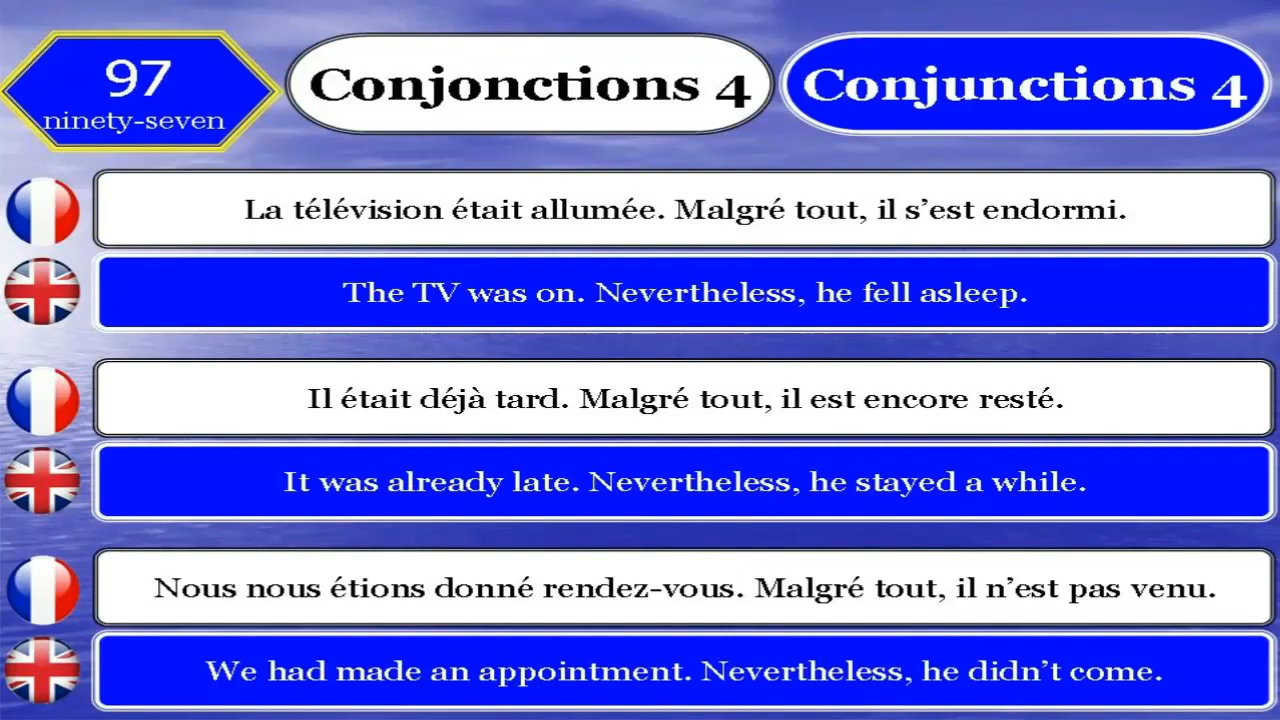 97
ninety-seven
Conjonctions 4
Conjunctions 4
La télévision était allumée. Malgré tout, il s’est endormi.
The TV was on. Nevertheless, he fell asleep.
Il était déjà tard. Malgré tout, il est encore resté.
It was already late. Nevertheless, he stayed a while.
Nous nous étions donné rendez-vous. Malgré tout, il n’est pas venu.
We had made an appointment. Nevertheless, he didn’t come.